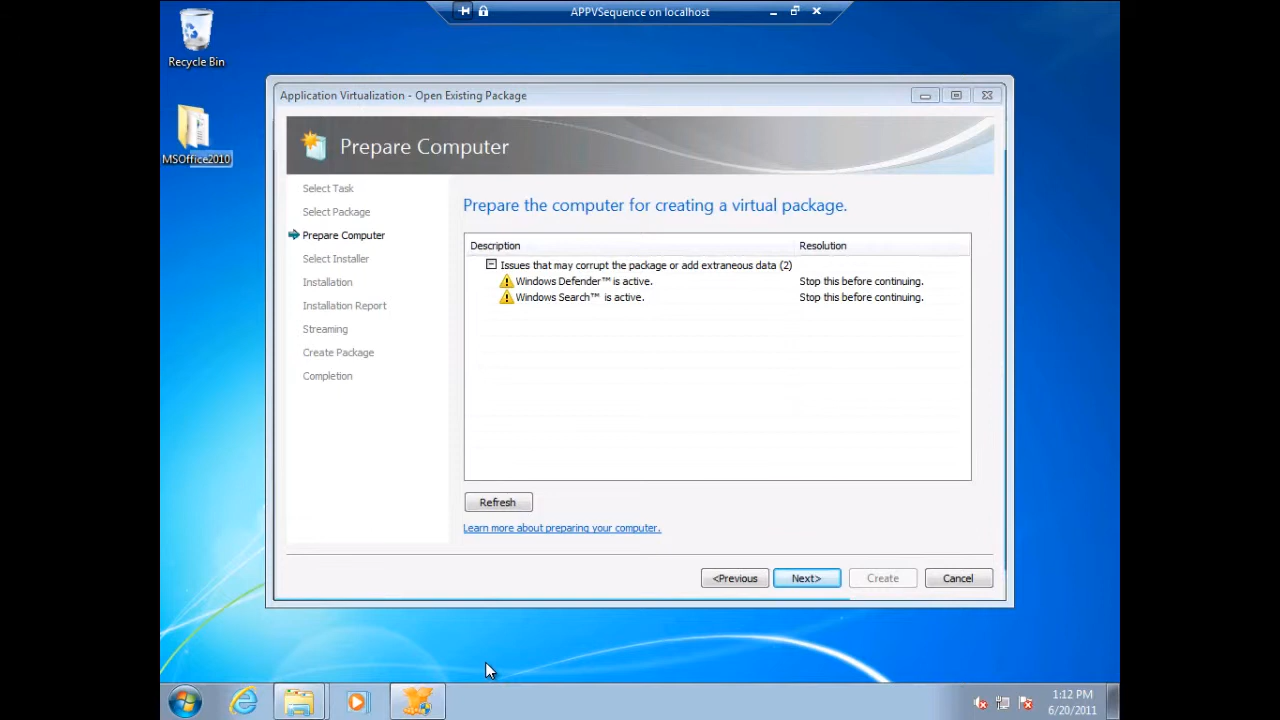 APPVSequence on localhost
Recycle Bin
MSOffice2010
Application Virtualization - Open Existing Package
Prepare Computer
Select Task
Select Package
Prepare Computer
Select Installer
Installation
Installation Report
Streaming
Create Package
Completion
Prepare the computer for creating a virtual package.
Description Resolution
Issues that may corrupt the package or add extraneous data (2)
Windows Defender™ is active. Stop this before continuing.
Windows Search™ is active. Stop this before continuing.
Refresh
Learn more about preparing your computer.
<Previous Next> Create Cancel
1:12 PM
6/20/2011